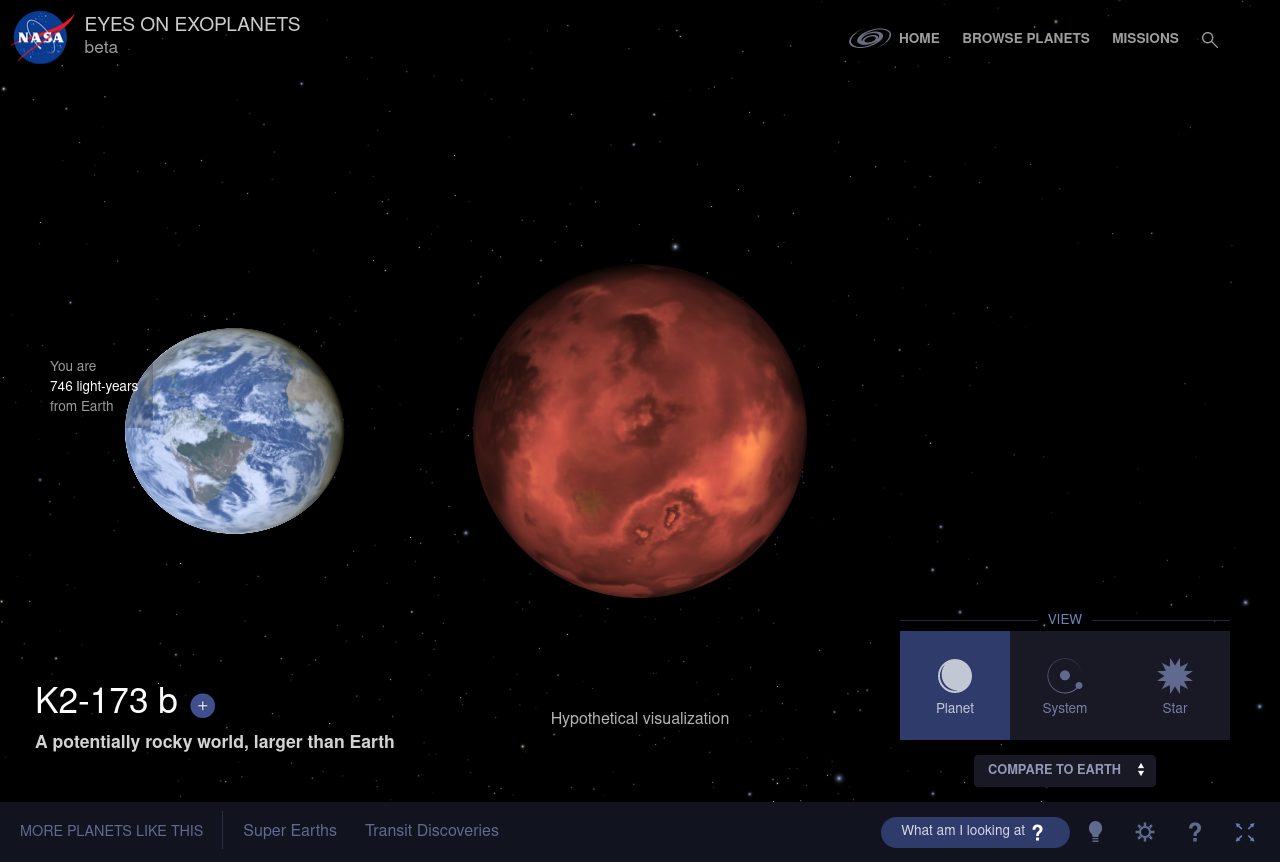 NASA
EYES ON EXOPLANETS
beta
HOME
BROWSE PLANETS
MISSIONS
You are
746 light-years
from Earth
VIEW
Planet
System
Star
K2-173 b +
A potentially rocky world, larger than Earth
Hypothetical visualization
COMPARE TO EARTH
MORE PLANETS LIKE THIS
Super Earths
Transit Discoveries
What am I looking at ?
?